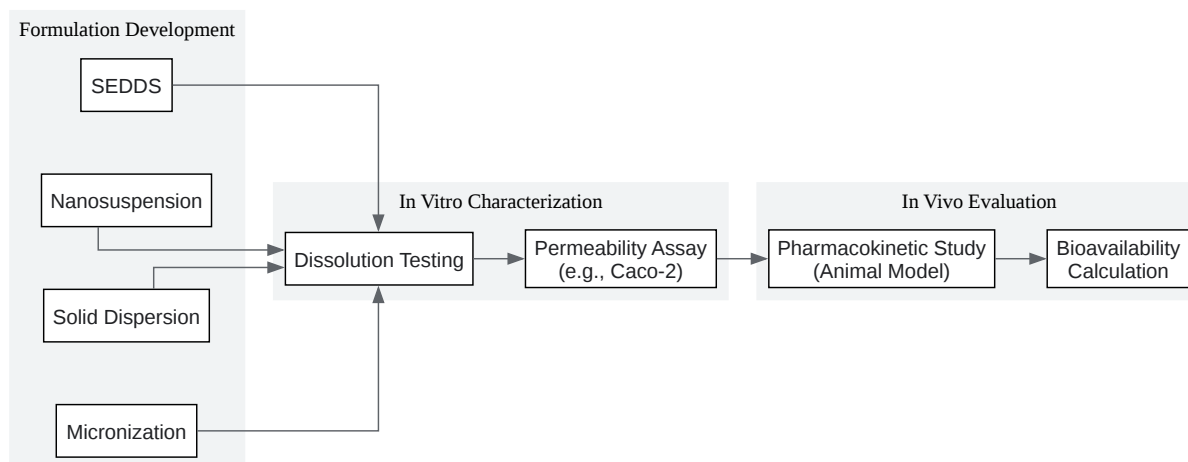 Formulation Development
SEDDS
Nanosuspension
Solid Dispersion
Micronization
In Vitro Characterization
Dissolution Testing
Permeability Assay
(e.g., Caco-2)
In Vivo Evaluation
Pharmacokinetic Study
(Animal Model)
Bioavailability
Calculation